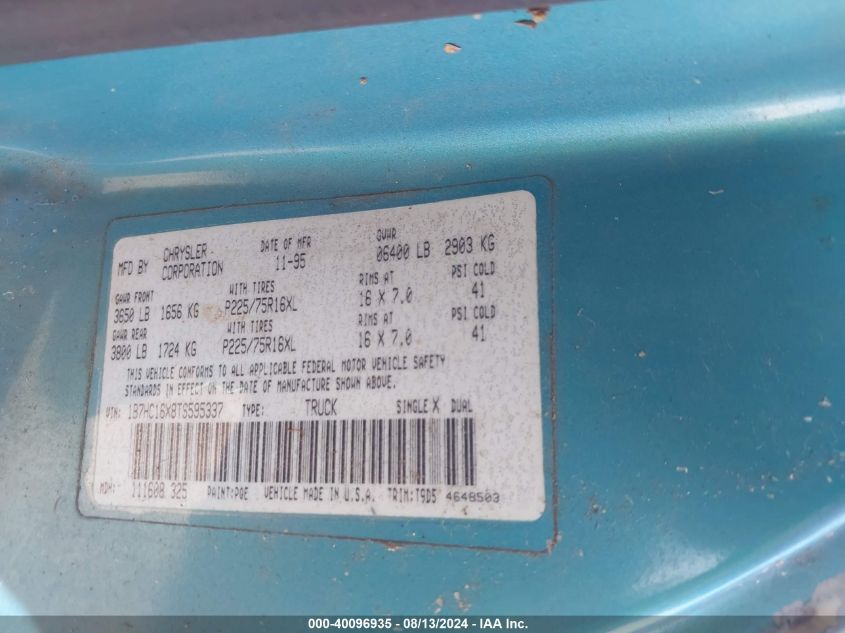 MFD BY CHRYSLER CORPORATION DATE OF MFR 11-95 GVWR 06400 LB 2903 KG
GAWR FRONT WITH TIRES RIMS AT PSI COLD
3650 LB 1656 KG P225/75R16XL 16 X 7.0 41
GAWR REAR WITH TIRES RIMS AT PSI COLD
3800 LB 1724 KG P225/75R16XL 16 X 7.0 41
THIS VEHICLE CONFORMS TO ALL APPLICABLE FEDERAL MOTOR VEHICLE SAFETY
STANDARDS IN EFFECT ON THE DATE OF MANUFACTURE SHOWN ABOVE.
VIN: 1B7HC16X8TS595337 TYPE: TRUCK SINGLE X DUAL
MDH: 111608 325 PAINT:PQE VEHICLE MADE IN U.S.A. TRIM:T9D5 4648503
000-40096935 - 08/13/2024 - IAA Inc.